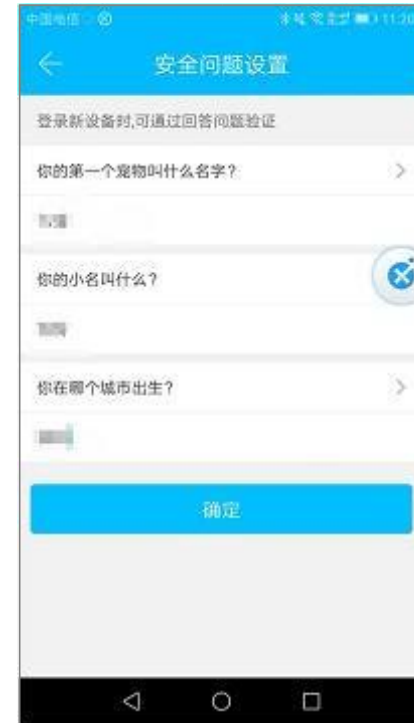 中国电信
11:20
安全问题设置
登录新设备时,可通过回答问题验证
你的第一个宠物叫什么名字?
你的小名叫什么?
你在哪个城市出生?
确定